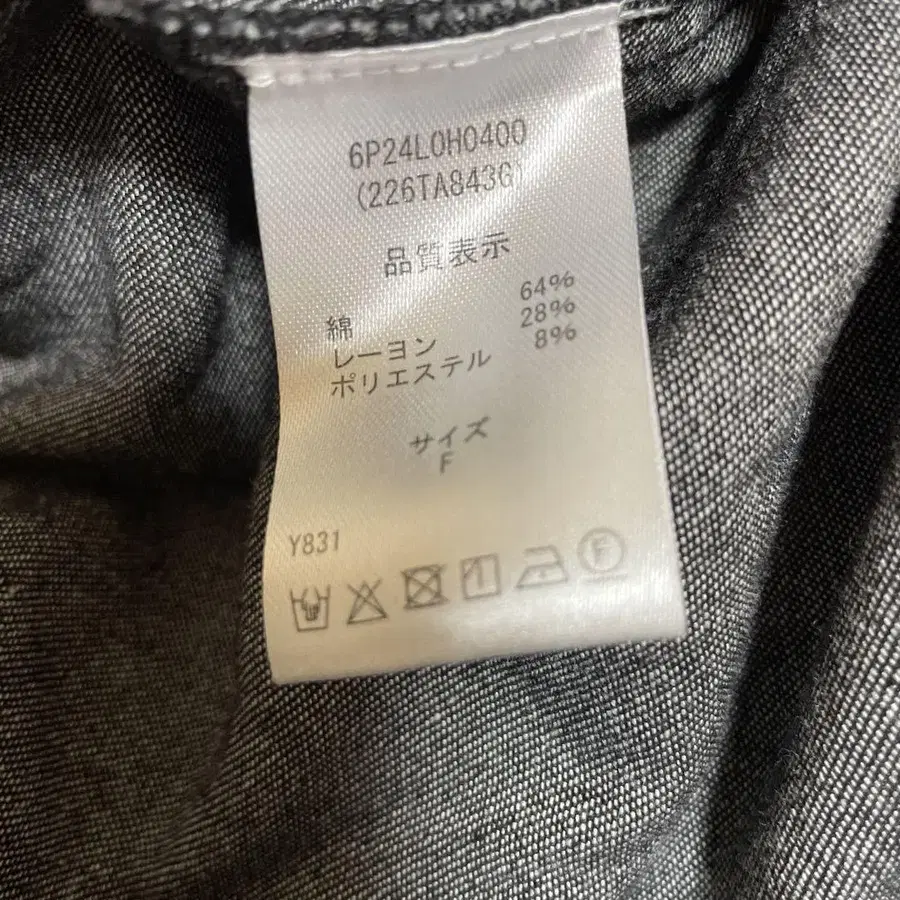 6P24L0H0400
(226TA843G)
品質表示
綿 64%
レーヨン 28%
ポリエステル 8%
サイズ
F
Y831
F